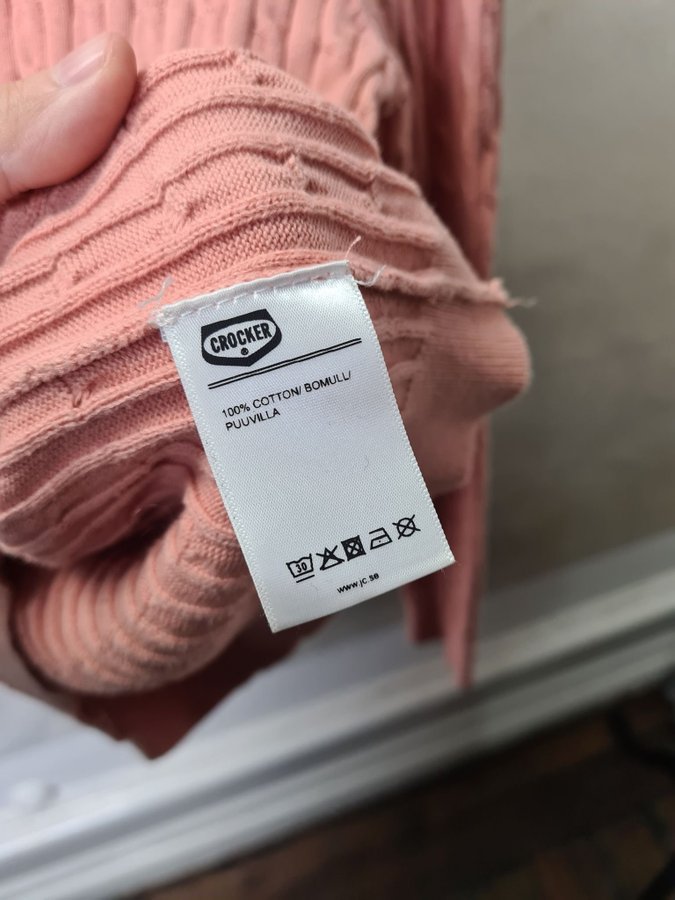 CROCKER
®
100% COTTON/ BOMULL/
PUUVILLA
30
www.jc.se